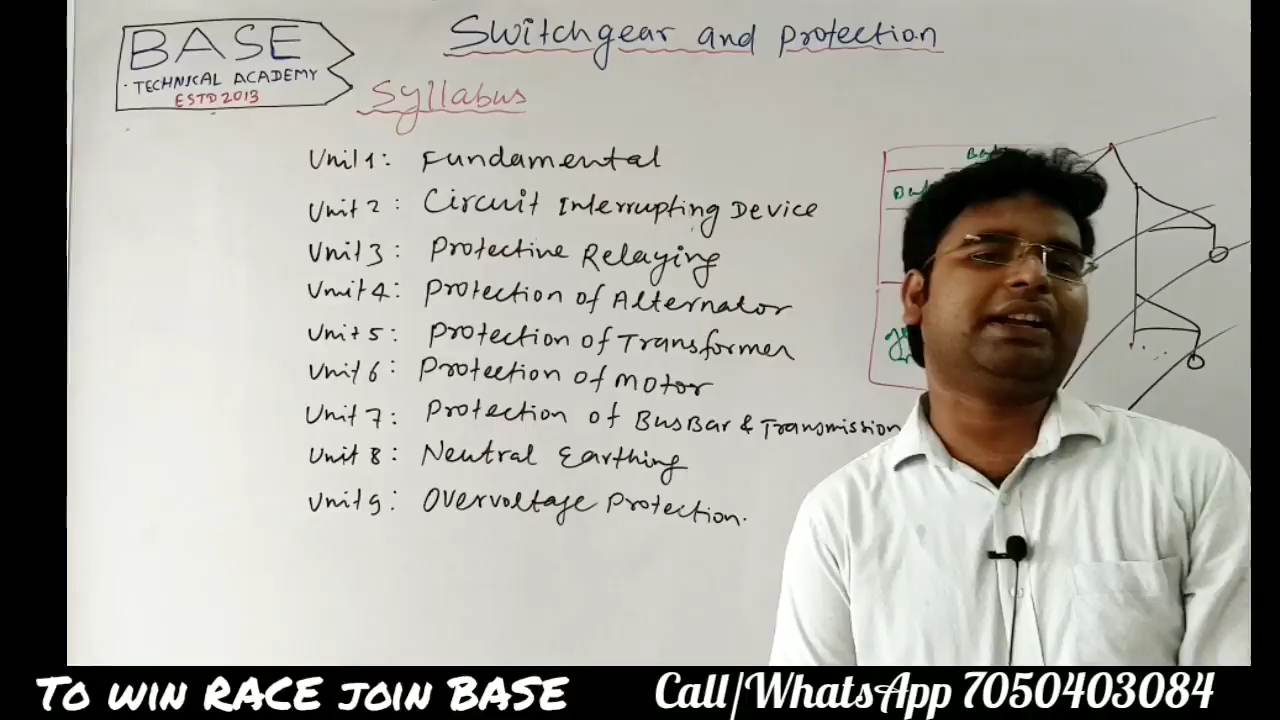 BASE
TECHNICAL ACADEMY
ESTD 2013
Switchgear and protection
Syllabus
Unit 1: Fundamental
Unit 2: Circuit Interrupting Device
Unit 3: Protective Relaying
Unit 4: Protection of Alternator
Unit 5: Protection of Transformer
Unit 6: Protection of Motor
Unit 7: Protection of BusBar & Transmission
Unit 8: Neutral Earthing
Unit 9: Overvoltage Protection.
To win RACE join BASE
Call/WhatsApp 7050403084